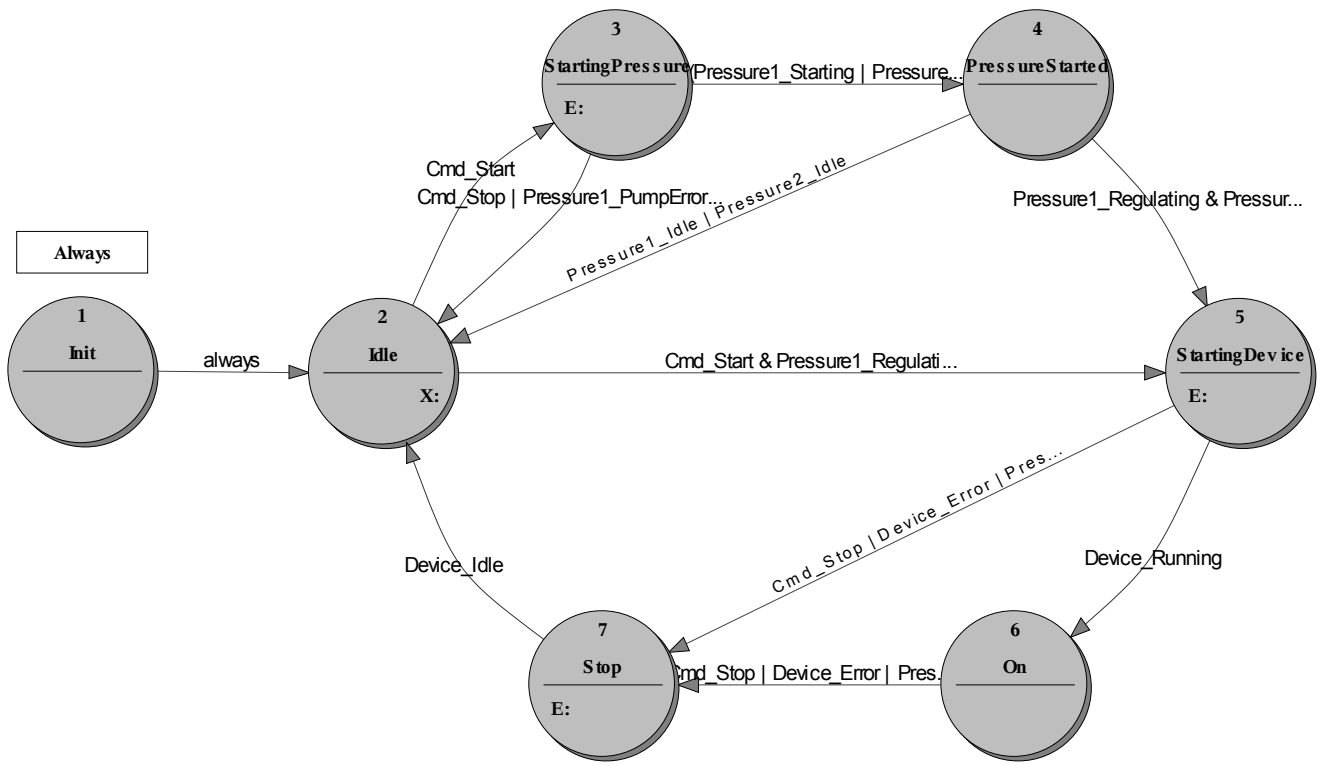 3
StartingPressure
E:
(Pressure1_Starting | Pressure...
4
PressureStarted
Cmd_Start
Cmd_Stop | Pressure1_PumpError...
Pressure1_Idle | Pressure2_Idle
Pressure1_Regulating & Pressur...
Always
1
Init
always
2
Idle
X:
Cmd_Start & Pressure1_Regulati...
5
StartingDevice
E:
Cmd_Stop | Device_Error | Pres...
Device_Idle
Device_Running
7
Stop
E:
Cmd_Stop | Device_Error | Pres...
6
On